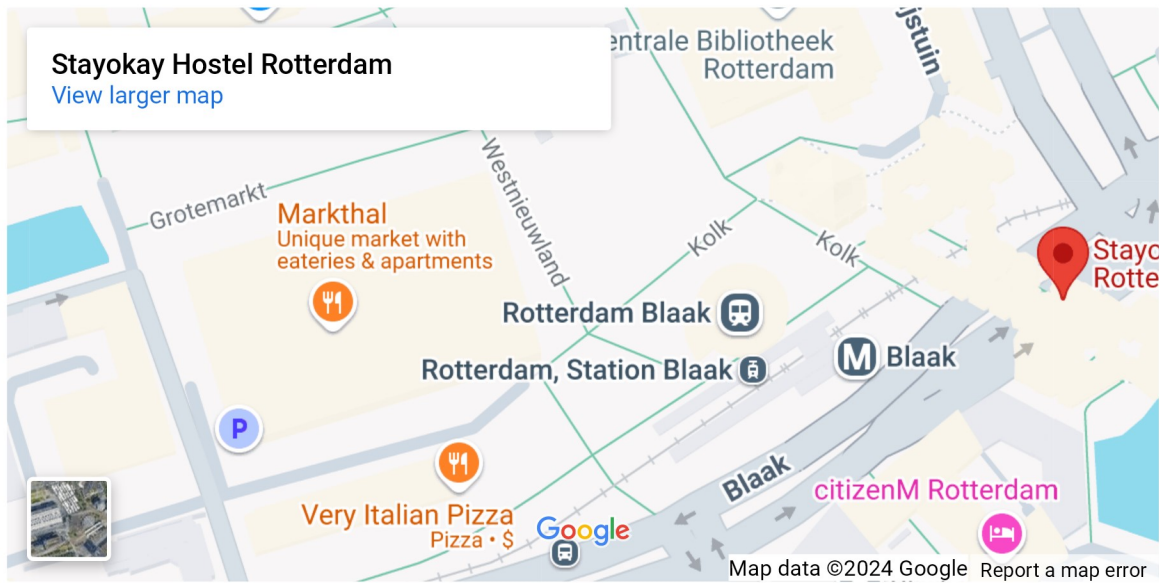 Stayokay Hostel Rotterdam
View larger map
entrale Bibliotheek
Rotterdam
jstuin
Grotemarkt
Westnieuwland
Markthal
Unique market with
eateries & apartments
Kolk
Kolk
Stayo
Rotte
Rotterdam Blaak
Rotterdam, Station Blaak
M Blaak
P
Blaak
citizenM Rotterdam
Very Italian Pizza
Pizza • $
Google
Map data ©2024 Google
Report a map error